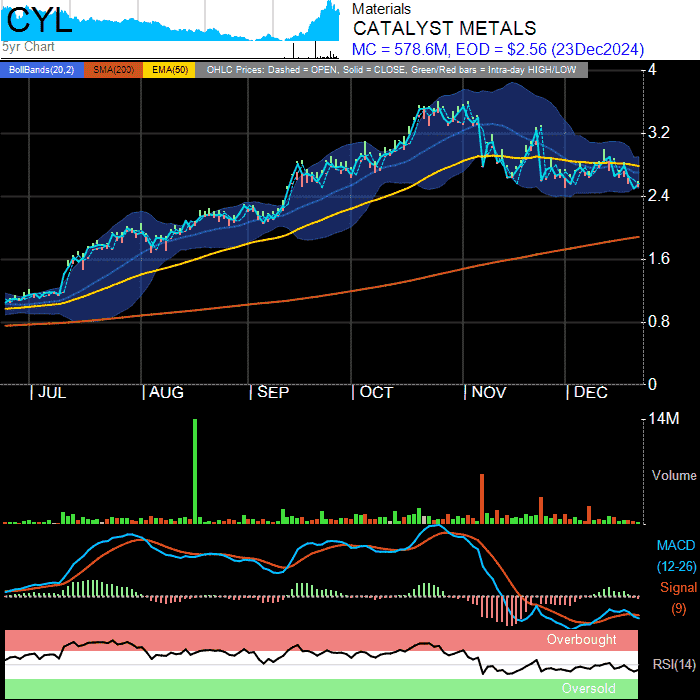 CYL
5yr Chart
Materials
CATALYST METALS
MC = 578.6M, EOD = $2.56 (23Dec2024)
BollBands(20,2) SMA(200) EMA(50) OHLC Prices: Dashed = OPEN, Solid = CLOSE, Green/Red bars = Intra-day HIGH/LOW
4
3.2
2.4
1.6
0.8
0
JUL AUG SEP OCT NOV DEC
14M
Volume
MACD
(12-26)
Signal
(9)
Overbought
RSI(14)
Oversold